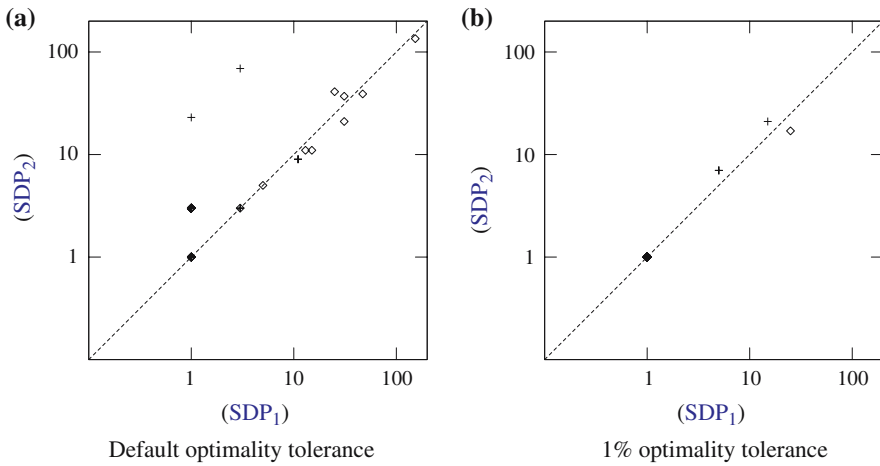 (a)
100
10
1
(SDP2)
1 10 100
(SDP1)
Default optimality tolerance
(b)
100
10
1
(SDP2)
1 10 100
(SDP1)
1% optimality tolerance